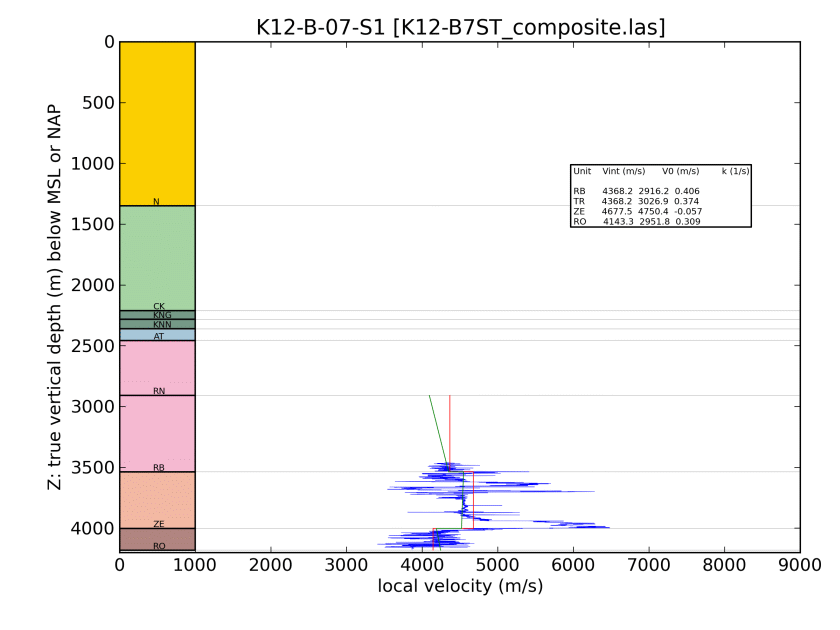 K12-B-07-S1 [K12-B7ST_composite.las]
0
500
1000
1500
2000
2500
3000
3500
4000
Z: true vertical depth (m) below MSL or NAP
N
CK
KNG
KNN
AT
RN
RB
ZE
RO
Unit Vint (m/s) V0 (m/s) k (1/s)
RB 4368.2 2916.2 0.406
TR 4368.2 3026.9 0.374
ZE 4677.5 4750.4 -0.057
RO 4143.3 2951.8 0.309
0 1000 2000 3000 4000 5000 6000 7000 8000 9000
local velocity (m/s)